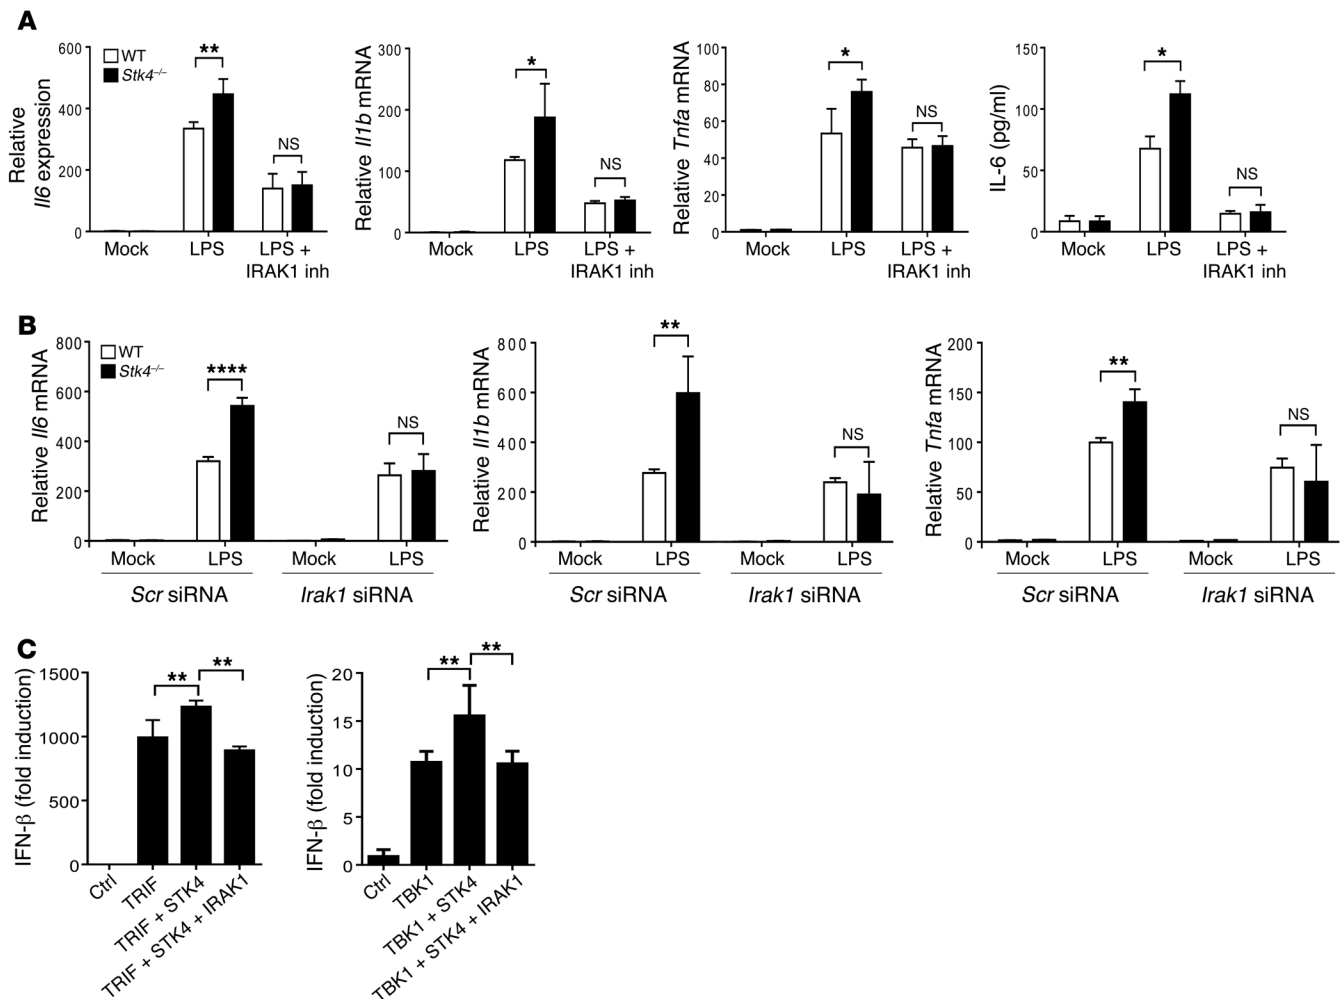 A
Relative
Il6 expression
600
400
200
0
WT
Stk4–/–
**
NS
Mock
LPS
LPS +
IRAK1 inh
Relative Il1b mRNA
300
200
100
0
*
NS
Mock
LPS
LPS +
IRAK1 inh
Relative Tnfa mRNA
100
80
60
40
20
0
*
NS
Mock
LPS
LPS +
IRAK1 inh
IL-6 (pg/ml)
150
100
50
0
*
NS
Mock
LPS
LPS +
IRAK1 inh
B
Relative Il6 mRNA
800
600
400
200
0
WT
Stk4–/–
****
NS
Mock
LPS
Mock
LPS
Scr siRNA
Irak1 siRNA
Relative Il1b mRNA
800
600
400
200
0
**
NS
Mock
LPS
Mock
LPS
Scr siRNA
Irak1 siRNA
Relative Tnfa mRNA
200
150
100
50
0
**
NS
Mock
LPS
Mock
LPS
Scr siRNA
Irak1 siRNA
C
IFN-β (fold induction)
1500
1000
500
0
**
**
Ctrl
TRIF
TRIF + STK4
TRIF + STK4 + IRAK1
IFN-β (fold induction)
20
15
10
5
0
**
**
Ctrl
TBK1
TBK1 + STK4
TBK1 + STK4 + IRAK1